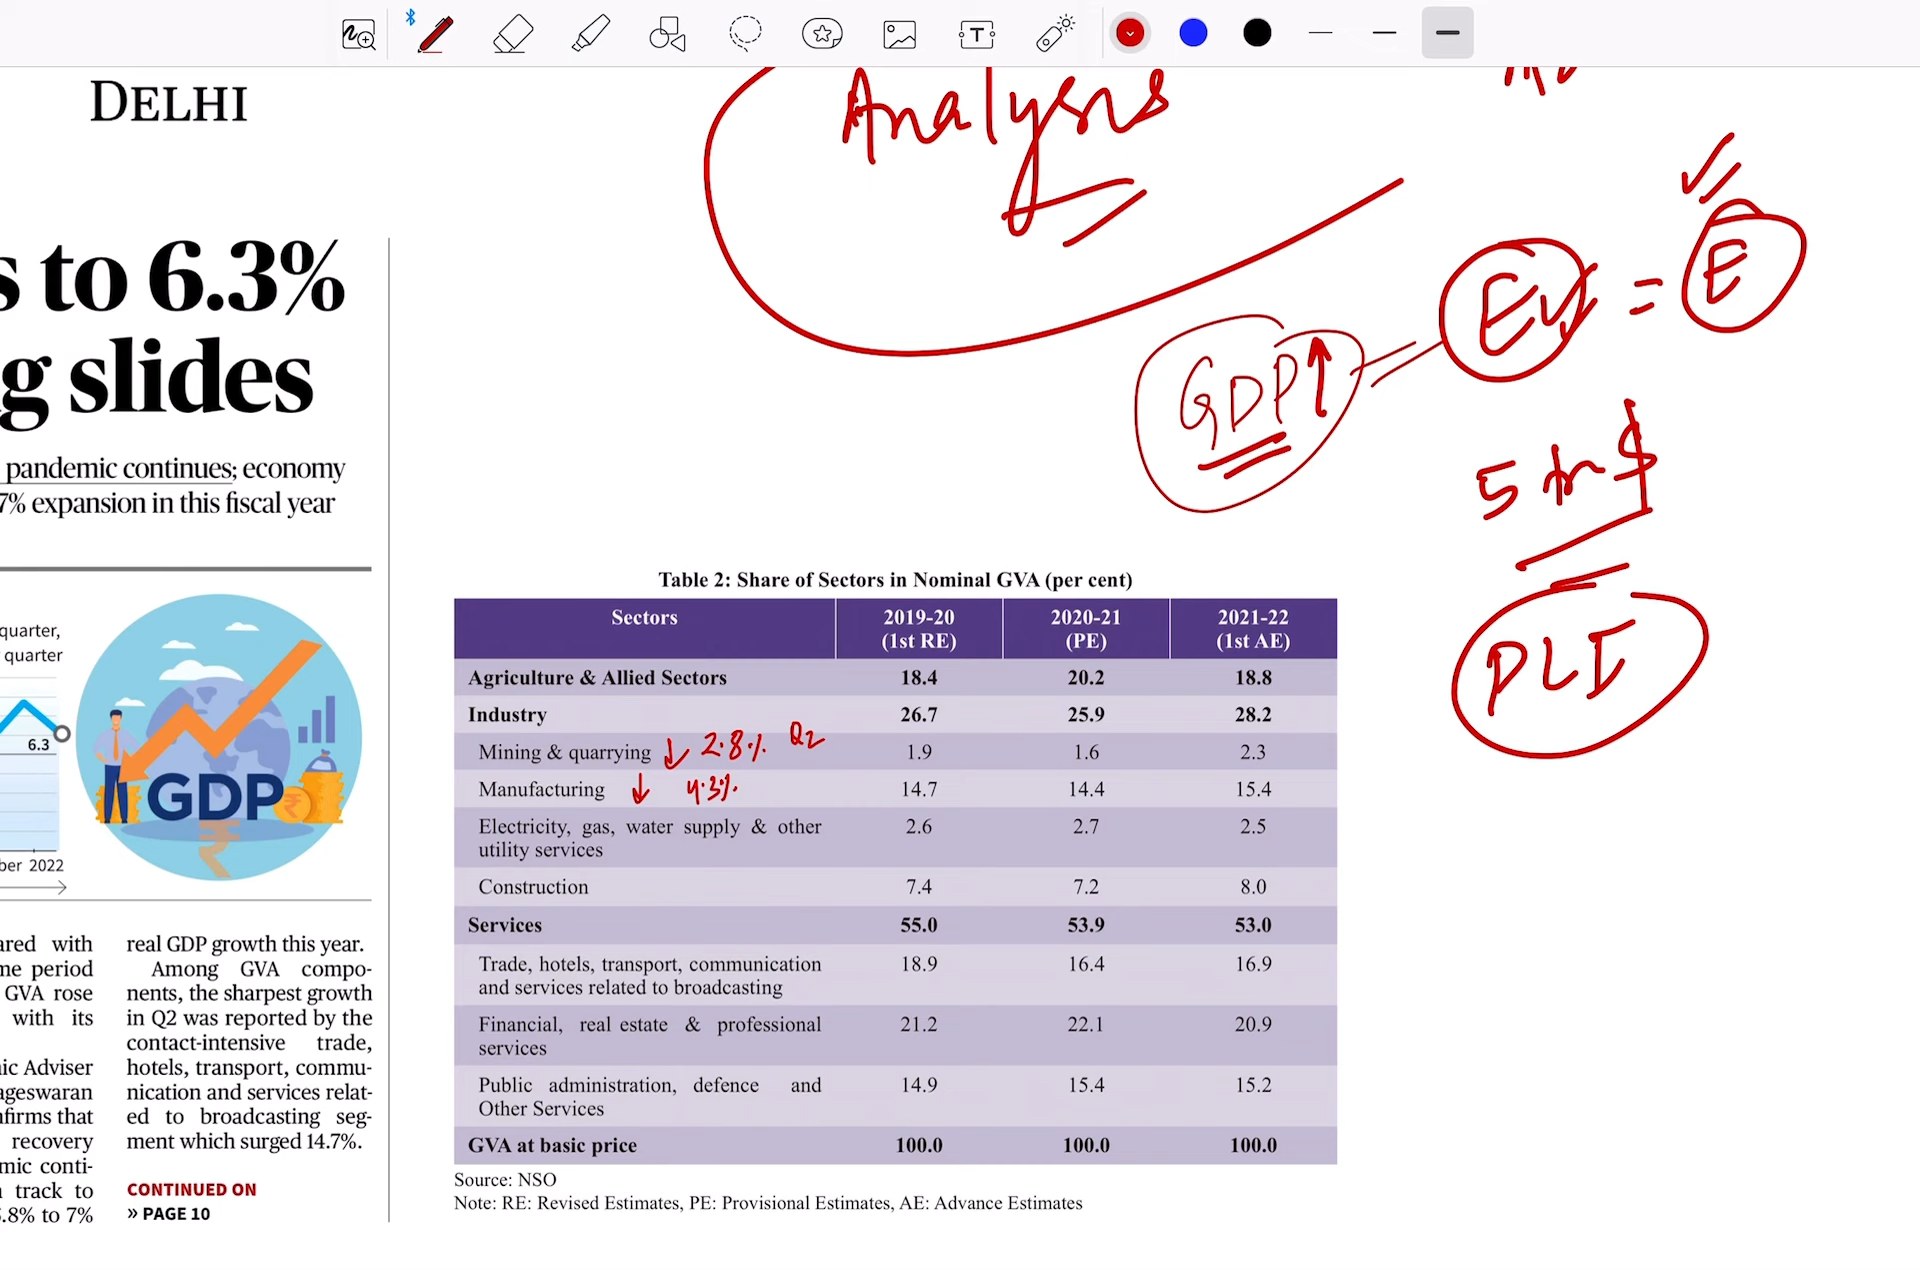 DELHI
s to 6.3%
g slides
pandemic continues; economy
7% expansion in this fiscal year
quarter,
quarter
6.3
ber 2022
GDP
ared with
me period
GVA rose
with its
ic Adviser
ageswaran
nfirms that
recovery
mic conti-
track to
6.8% to 7%
real GDP growth this year.
Among GVA compo-
nents, the sharpest growth
in Q2 was reported by the
contact-intensive trade,
hotels, transport, commu-
nication and services relat-
ed to broadcasting seg-
ment which surged 14.7%.
CONTINUED ON
» PAGE 10
Analysis
GDP↑ = = E
5 tn $
PLI
Table 2: Share of Sectors in Nominal GVA (per cent)
Sectors 2019-20 (1st RE) 2020-21 (PE) 2021-22 (1st AE)
Agriculture & Allied Sectors 18.4 20.2 18.8
Industry 26.7 25.9 28.2
Mining & quarrying ↓ 2.8% Q2 1.9 1.6 2.3
Manufacturing ↓ 4.3% 14.7 14.4 15.4
Electricity, gas, water supply & other 2.6 2.7 2.5
utility services
Construction 7.4 7.2 8.0
Services 55.0 53.9 53.0
Trade, hotels, transport, communication 18.9 16.4 16.9
and services related to broadcasting
Financial, real estate & professional 21.2 22.1 20.9
services
Public administration, defence and 14.9 15.4 15.2
Other Services
GVA at basic price 100.0 100.0 100.0
Source: NSO
Note: RE: Revised Estimates, PE: Provisional Estimates, AE: Advance Estimates